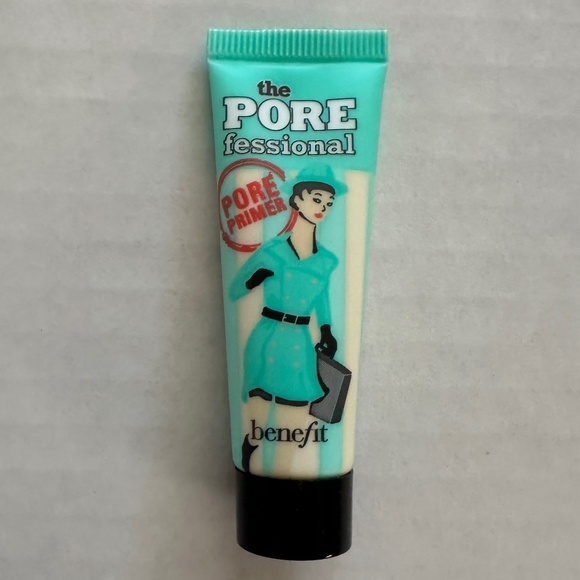 the
PORE
fessional
PORE
PRIMER
benefit